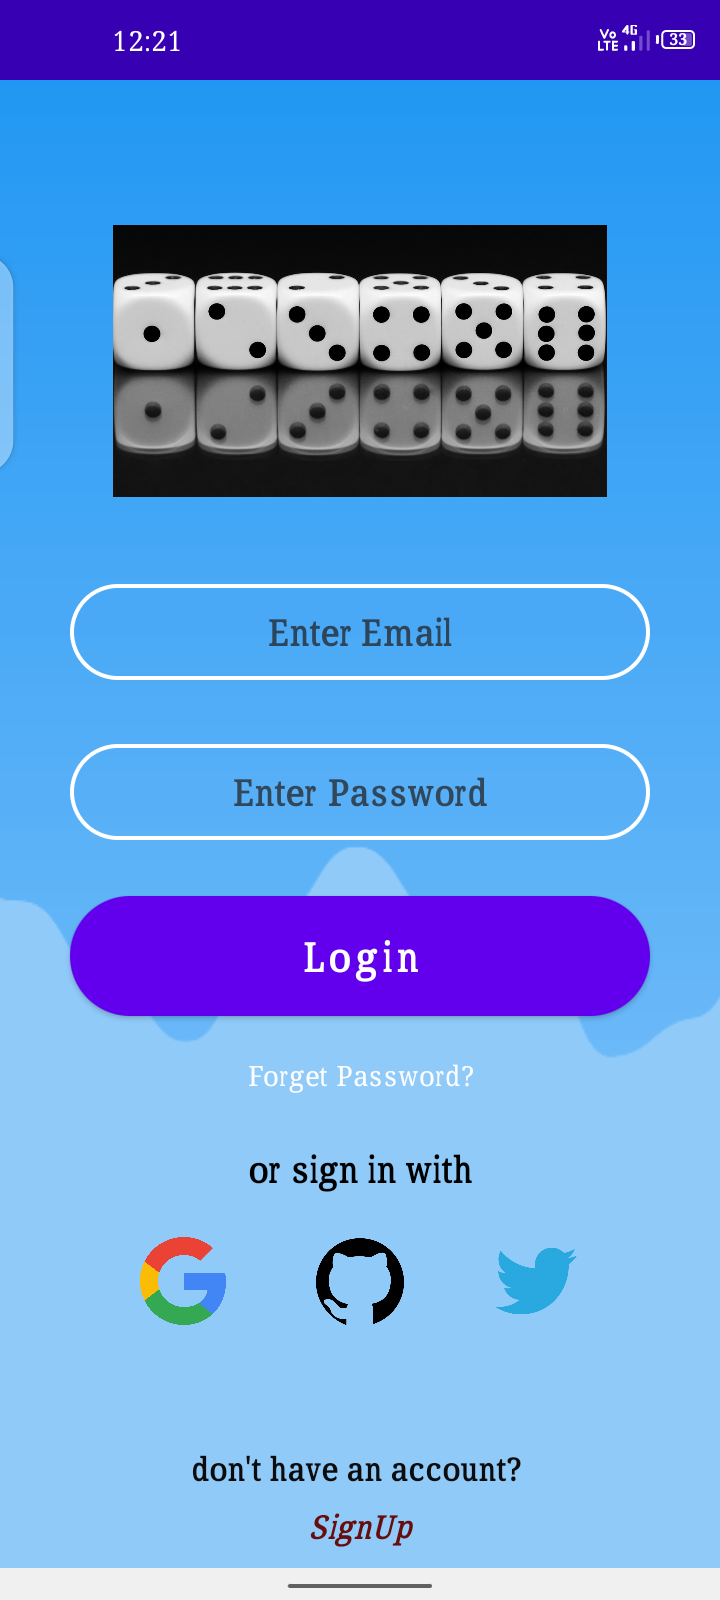 12:21
Vo LTE 4G 33
Enter Email
Enter Password
Login
Forget Password?
or sign in with
don't have an account?
SignUp